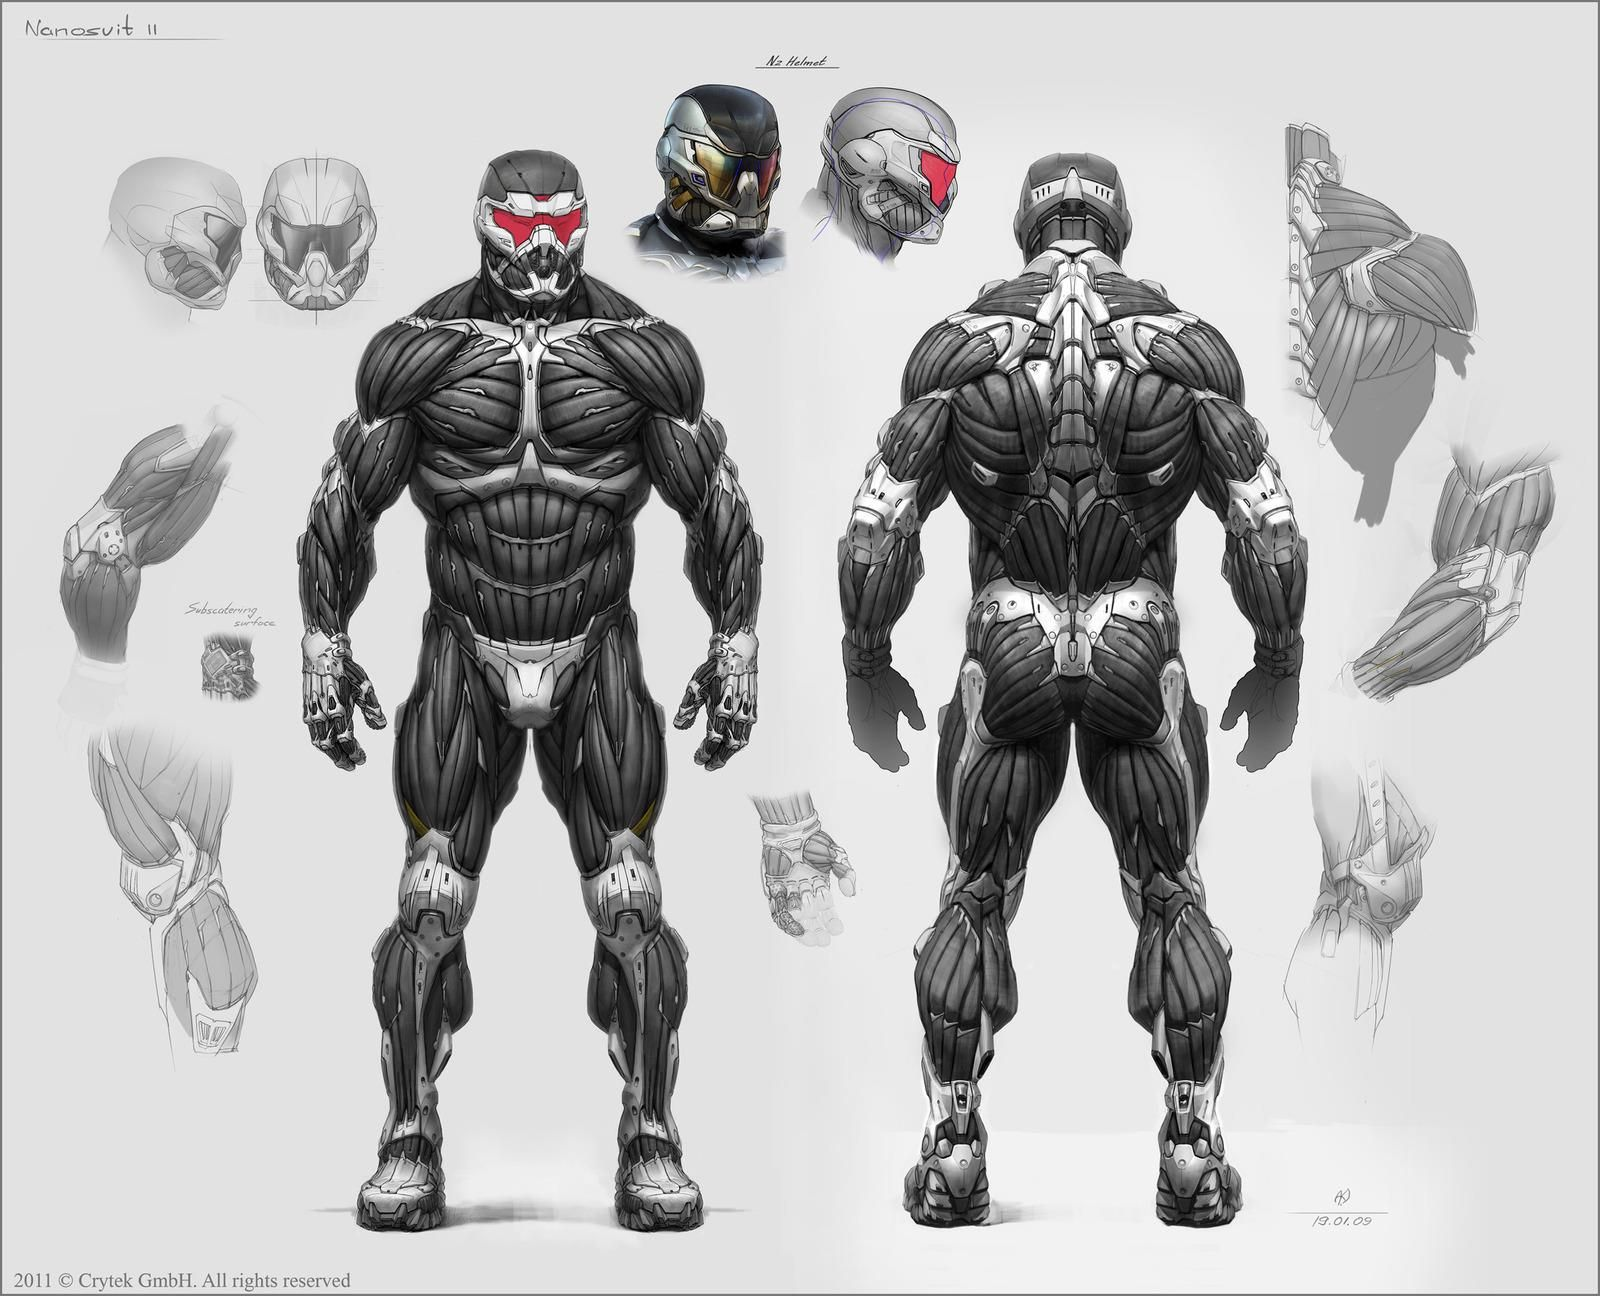 Nanosuit II
N2 Helmet
Subscatering
surface
19.01.09
2011 © Crytek GmbH. All rights reserved